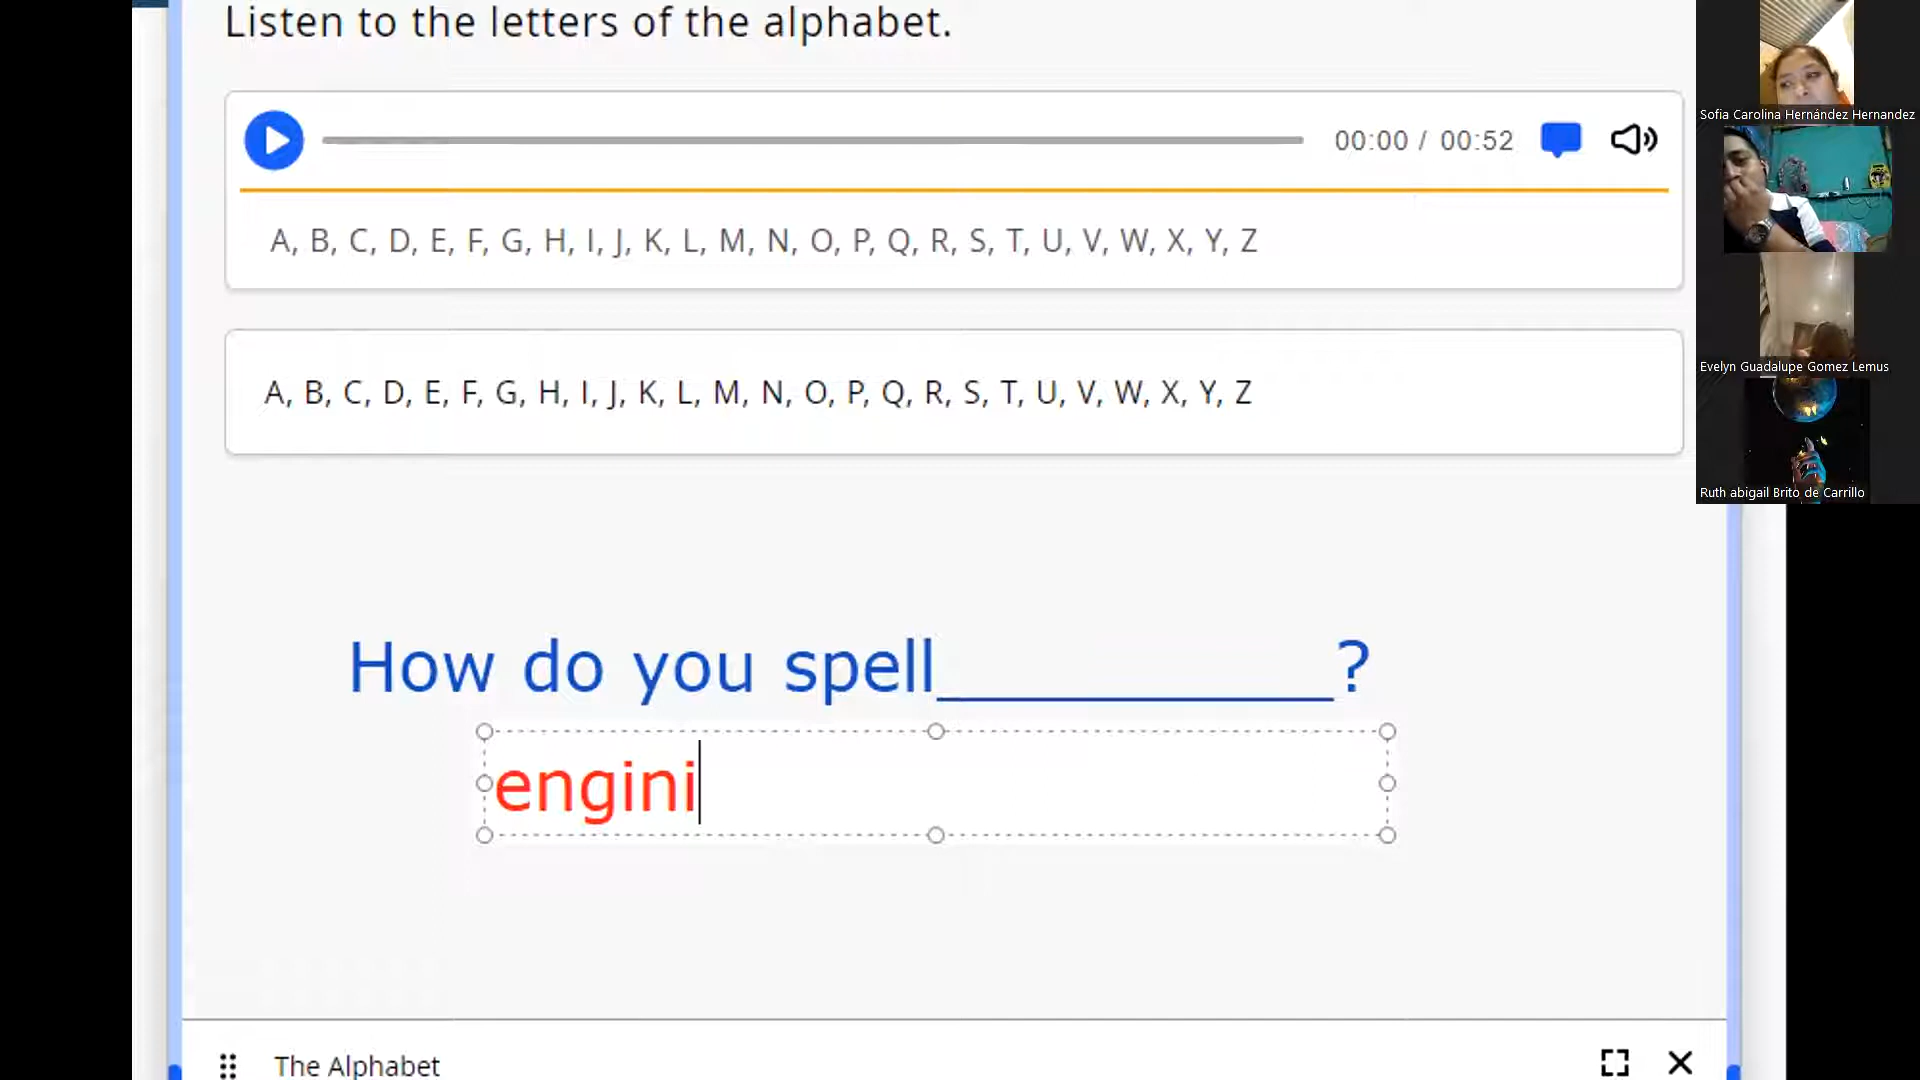 Listen to the letters of the alphabet.
00:00 / 00:52
A, B, C, D, E, F, G, H, I, J, K, L, M, N, O, P, Q, R, S, T, U, V, W, X, Y, Z
A, B, C, D, E, F, G, H, I, J, K, L, M, N, O, P, Q, R, S, T, U, V, W, X, Y, Z
How do you spell___________?
engini
The Alphabet
Sofia Carolina Hernández Hernandez
Evelyn Guadalupe Gomez Lemus
Ruth abigail Brito de Carrillo